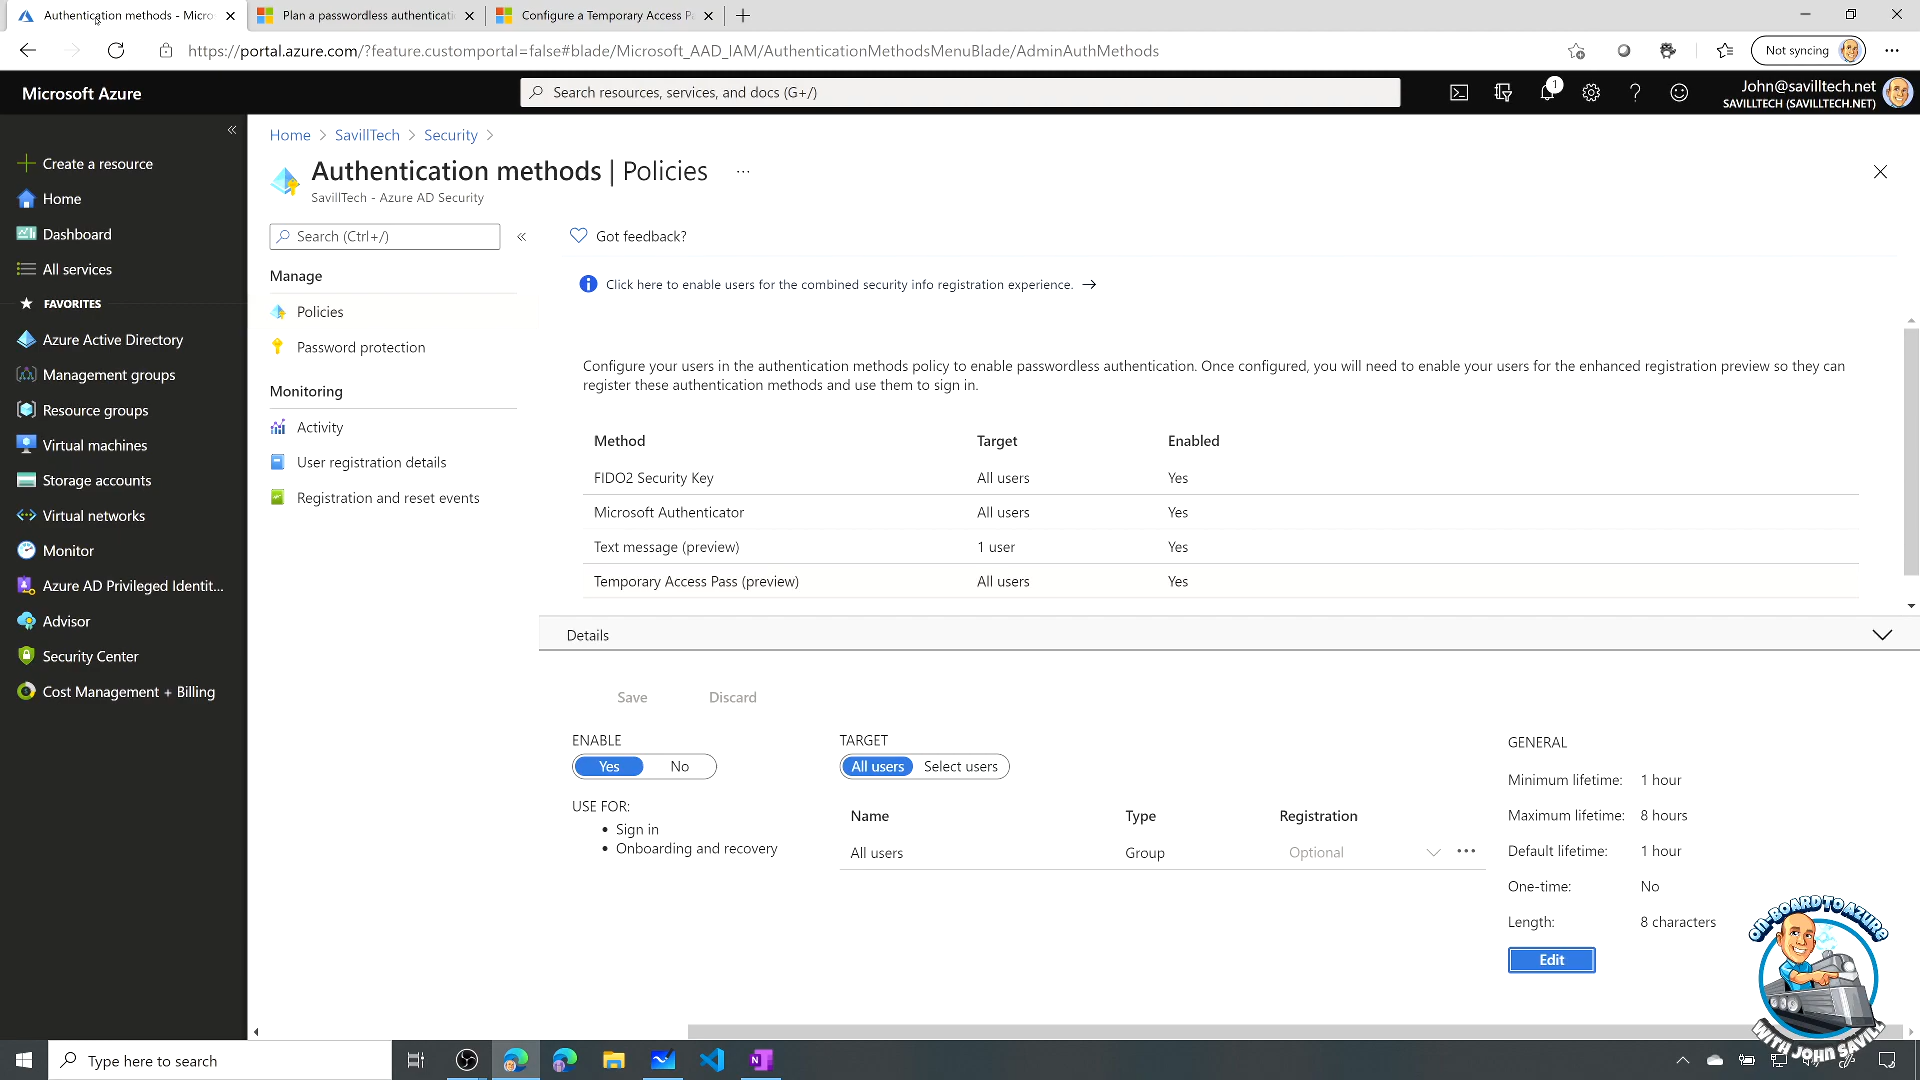 Authentication methods - Micro
Plan a passwordless authenticati
Configure a Temporary Access P
https://portal.azure.com/?feature.customportal=false#blade/Microsoft_AAD_IAM/AuthenticationMethodsMenuBlade/AdminAuthMethods
Not syncing
Microsoft Azure
Search resources, services, and docs (G+/)
1
John@savilltech.net
SAVILLTECH (SAVILLTECH.NET)
Create a resource
Home
Dashboard
All services
FAVORITES
Azure Active Directory
Management groups
Resource groups
Virtual machines
Storage accounts
Virtual networks
Monitor
Azure AD Privileged Identit...
Advisor
Security Center
Cost Management + Billing
Home > SavillTech > Security >
Authentication methods | Policies ...
SavillTech - Azure AD Security
Search (Ctrl+/)
Manage
Policies
Password protection
Monitoring
Activity
User registration details
Registration and reset events
Got feedback?
Click here to enable users for the combined security info registration experience. →
Configure your users in the authentication methods policy to enable passwordless authentication. Once configured, you will need to enable your users for the enhanced registration preview so they can
register these authentication methods and use them to sign in.
Method Target Enabled
FIDO2 Security Key All users Yes
Microsoft Authenticator All users Yes
Text message (preview) 1 user Yes
Temporary Access Pass (preview) All users Yes
Details
Save Discard
ENABLE
Yes No
USE FOR:
• Sign in
• Onboarding and recovery
TARGET
All users Select users
Name Type Registration
All users Group Optional
GENERAL
Minimum lifetime: 1 hour
Maximum lifetime: 8 hours
Default lifetime: 1 hour
One-time: No
Length: 8 characters
Edit
ON-BOARD TO AZURE
WITH JOHN SAVILL
Type here to search